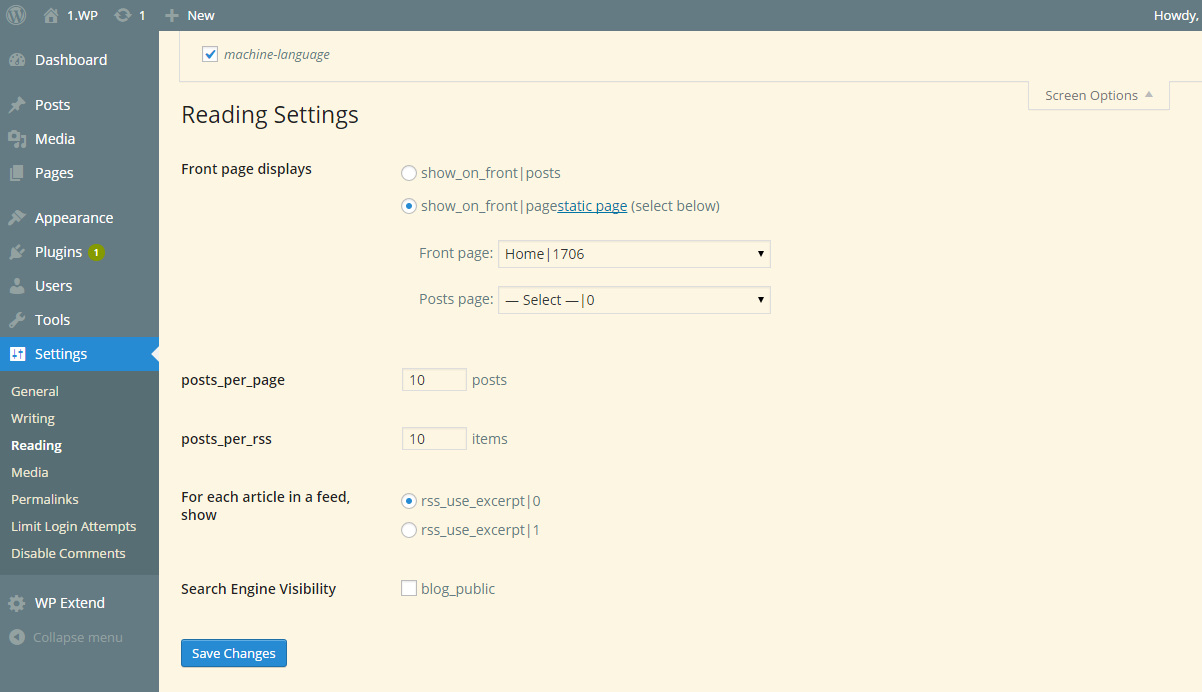 1.WP 1 New Howdy,
machine-language
Screen Options
Dashboard
Posts
Media
Pages
Appearance
Plugins 1
Users
Tools
Settings
General
Writing
Reading
Media
Permalinks
Limit Login Attempts
Disable Comments
WP Extend
Collapse menu
Reading Settings
Front page displays
show_on_front|posts
show_on_front|pagestatic page (select below)
Front page: Home|1706
Posts page: — Select —|0
posts_per_page 10 posts
posts_per_rss 10 items
For each article in a feed,
show
rss_use_excerpt|0
rss_use_excerpt|1
Search Engine Visibility blog_public
Save Changes